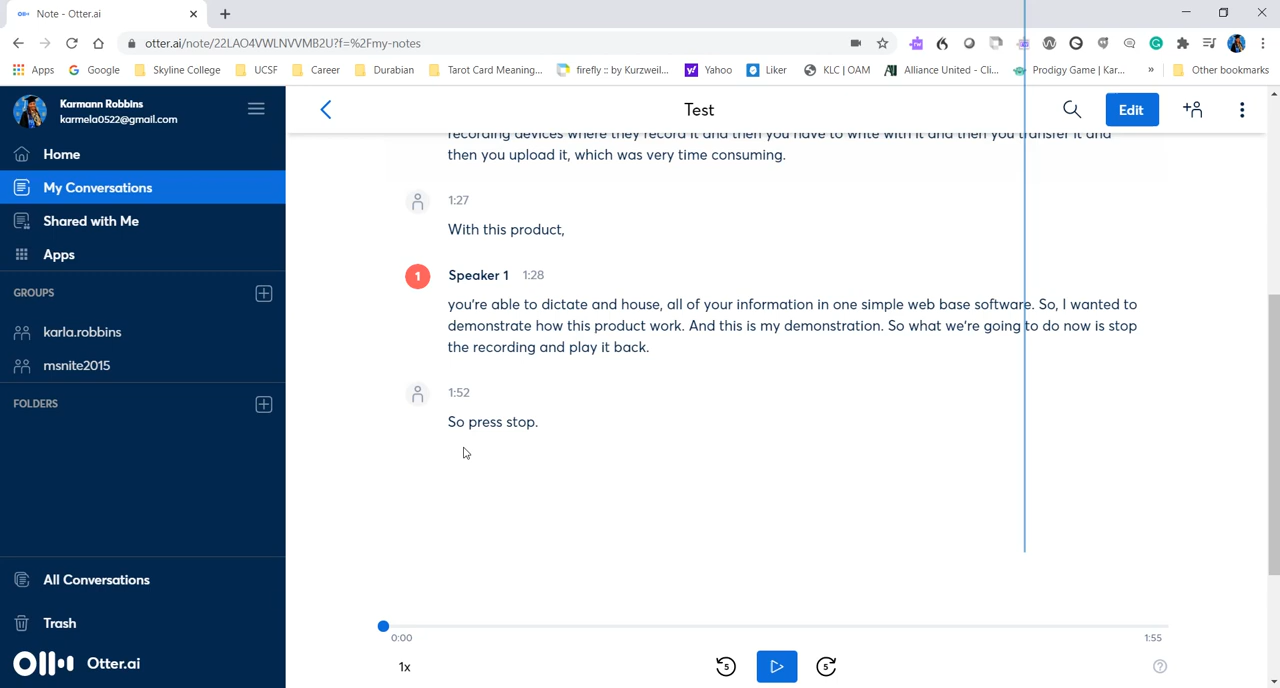 Note - Otter.ai
otter.ai/note/22LAO4VWLNVVMB2U?f=%2Fmy-notes
Apps
Google
Skyline College
UCSF
Career
Durabian
Tarot Card Meaning...
firefly :: by Kurzweil...
Yahoo
Liker
KLC | OAM
Alliance United - Cli...
Prodigy Game | Kar...
»
Other bookmarks
Karmann Robbins
karmela0522@gmail.com
Home
My Conversations
Shared with Me
Apps
GROUPS
karla.robbins
msnite2015
FOLDERS
All Conversations
Trash
Otter.ai
Test
Edit
recording devices where they record it and then you have to write with it and then you transfer it and
then you upload it, which was very time consuming.
1:27
With this product,
1
Speaker 1 1:28
you're able to dictate and house, all of your information in one simple web base software. So, I wanted to
demonstrate how this product work. And this is my demonstration. So what we're going to do now is stop
the recording and play it back.
1:52
So press stop.
0:00
1:55
1x
5
5